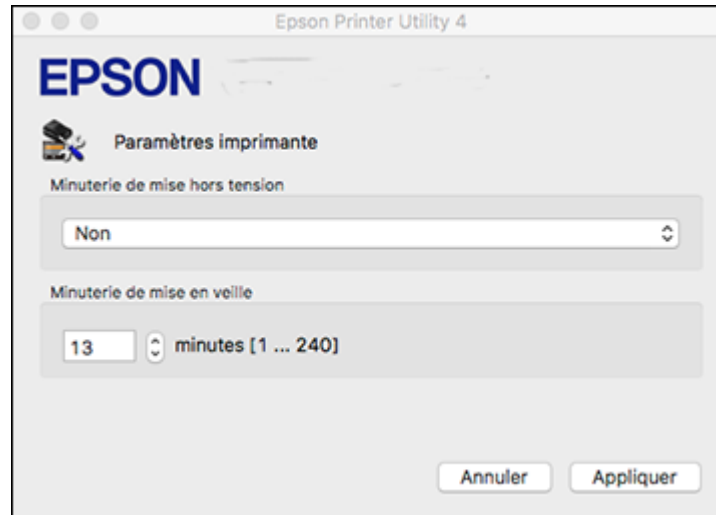 Epson Printer Utility 4
EPSON
Paramètres imprimante
Minuterie de mise hors tension
Non
Minuterie de mise en veille
13 minutes [1 ... 240]
Annuler Appliquer